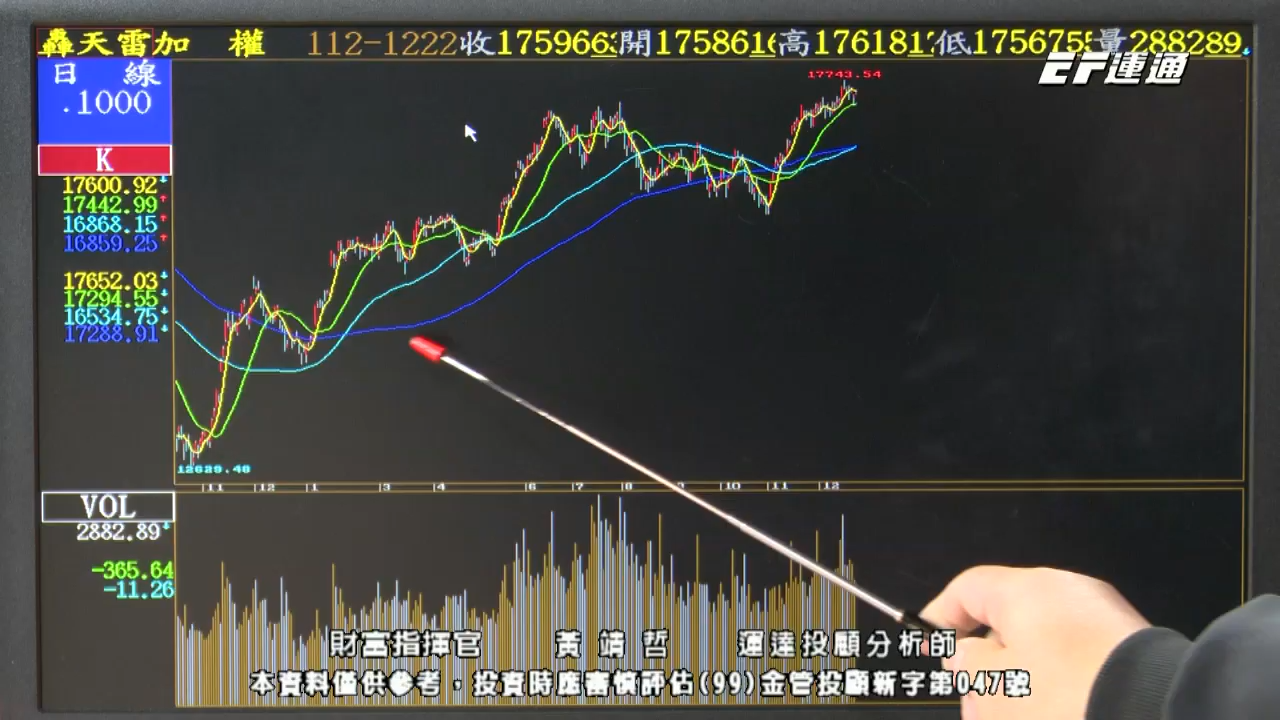 轟天雷加 權 112-1222收175966開175861高176181低175675量288289
EF運通
日 線
.1000
17743.54
K
17600.92
17442.99
16868.15
16859.25
17652.03
17294.55
16534.75
17288.91
12629.48
11 12 1 3 4 6 7 8 9 10 11 12
VOL
2882.89
-365.64
-11.26
財富指揮官 黃靖哲 運達投顧分析師
本資料僅供參考，投資時應審慎評估(99)金管投顧新字第047號